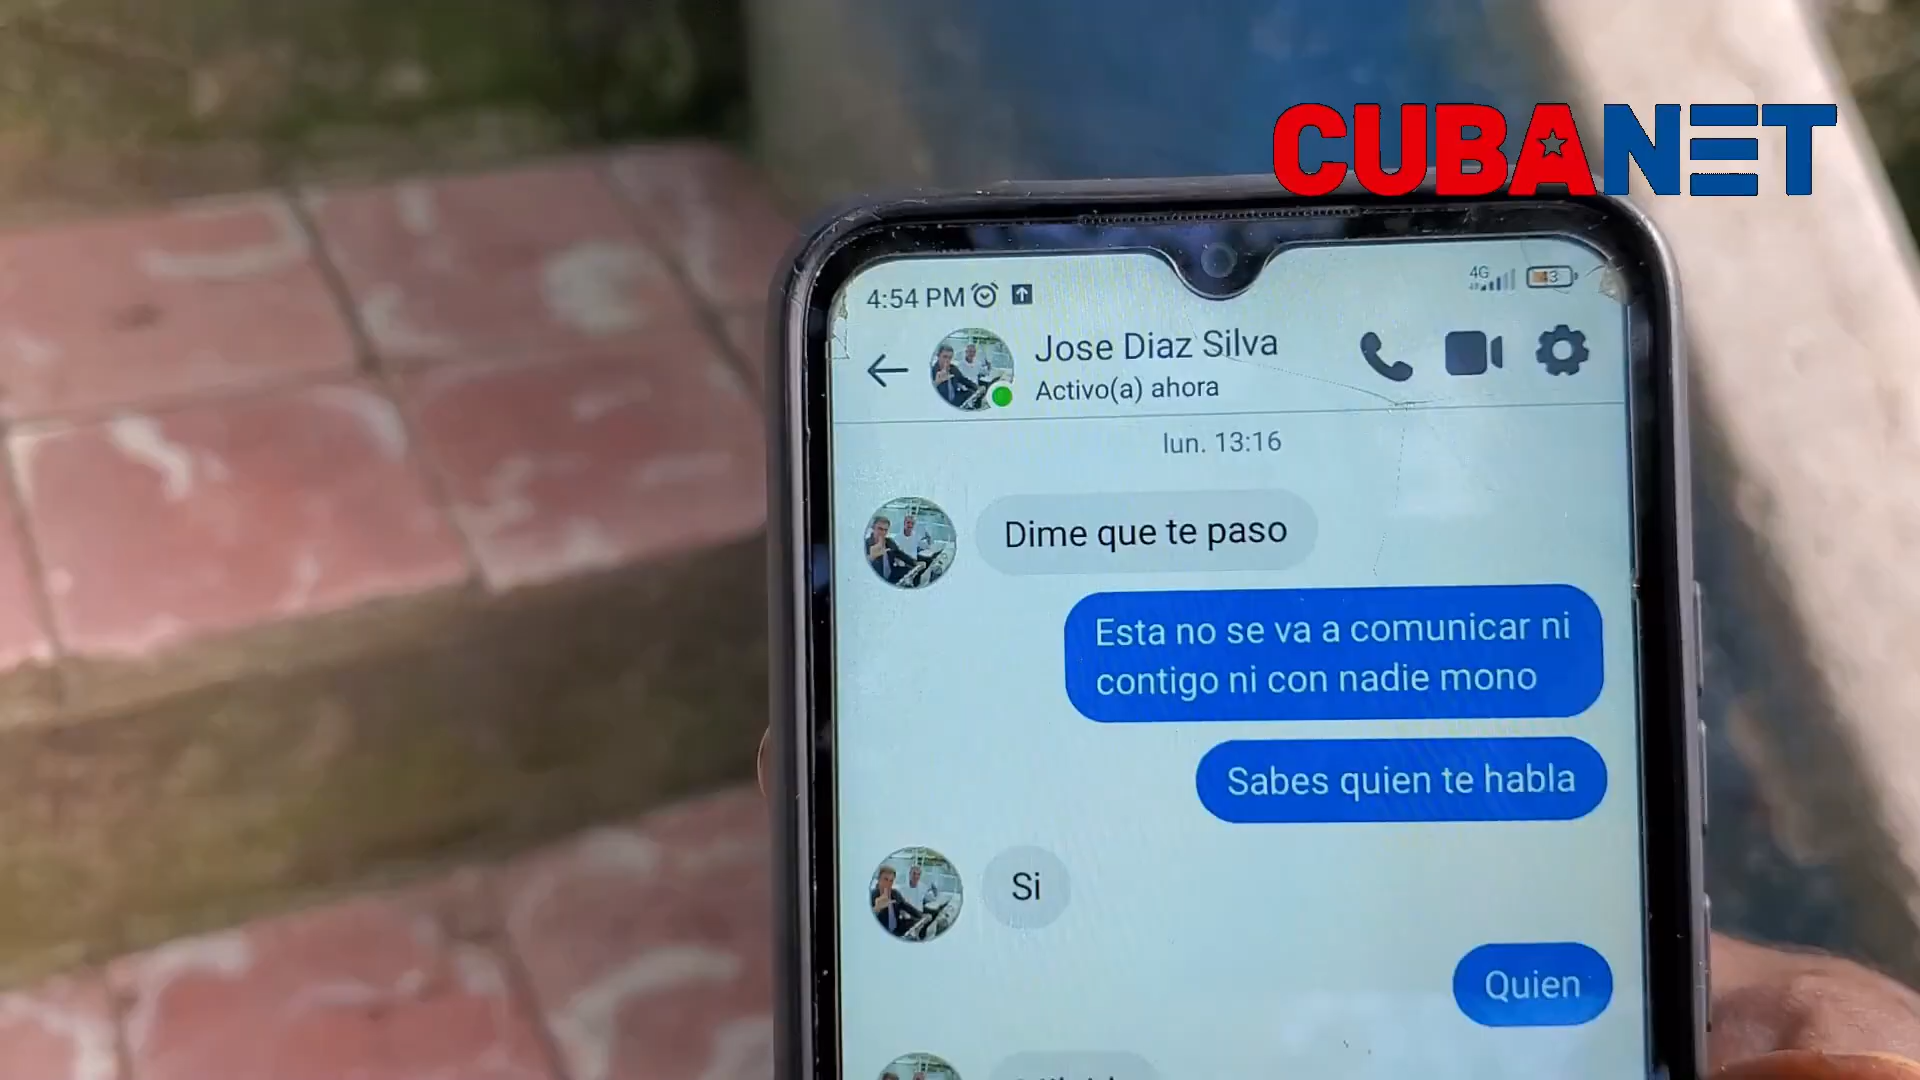 CUBANET
4:54 PM
4G
43
Jose Diaz Silva
Activo(a) ahora
lun. 13:16
Dime que te paso
Esta no se va a comunicar ni
contigo ni con nadie mono
Sabes quien te habla
Si
Quien